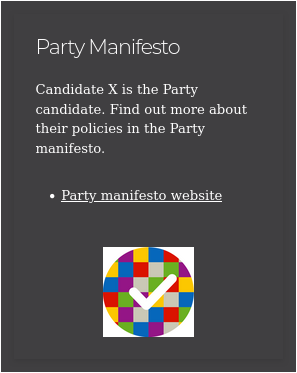 Party Manifesto
Candidate X is the Party
candidate. Find out more about
their policies in the Party
manifesto.
• Party manifesto website